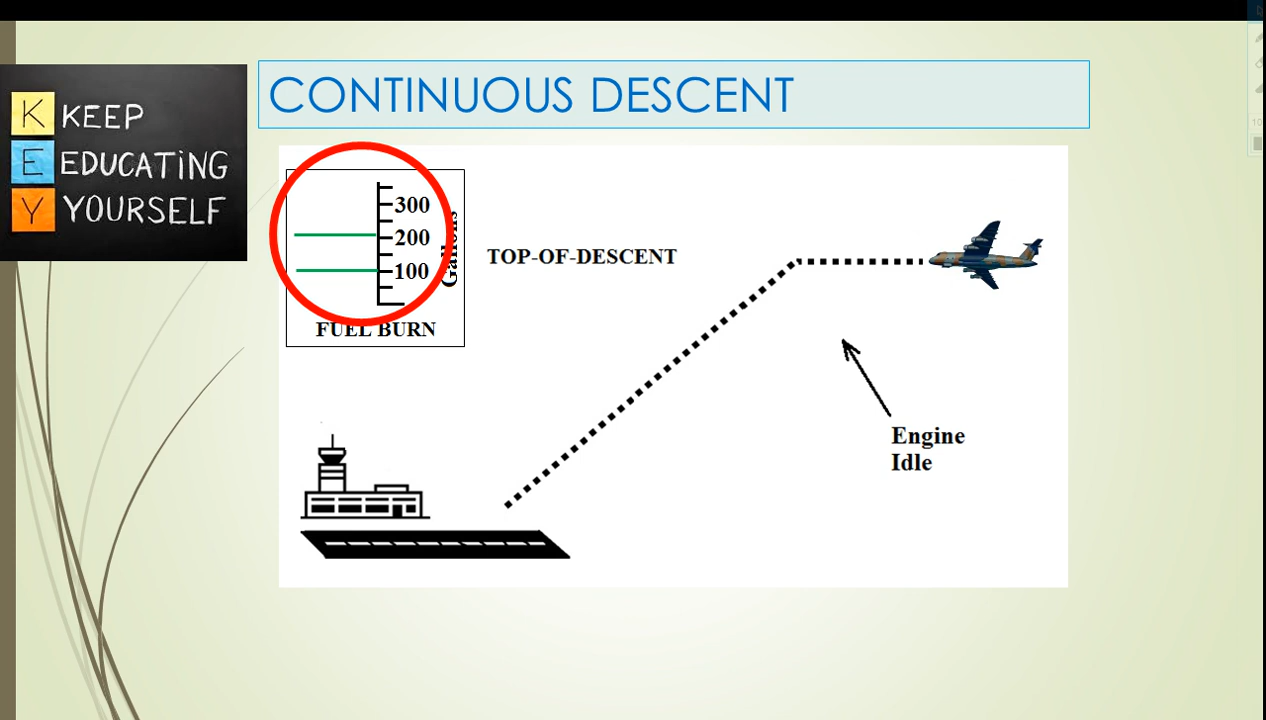 CONTINUOUS DESCENT
K KEEP
E EDUCATING
Y YOURSELF
300
200
100
Gallons
FUEL BURN
TOP-OF-DESCENT
Engine
Idle